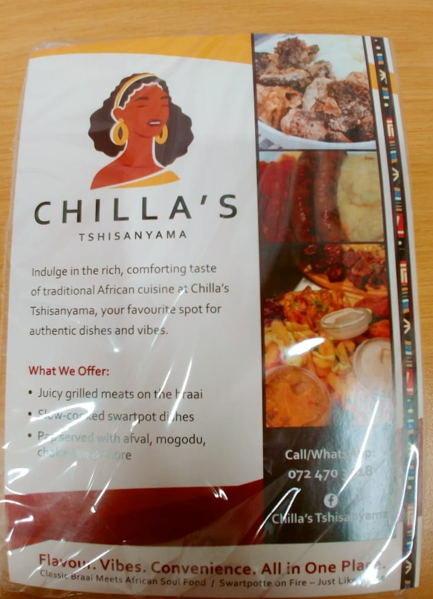 CHILLA'S
TSHISANYAMA
Indulge in the rich, comforting taste
of traditional African cuisine at Chilla's
Tshisanyama, your favourite spot for
authentic dishes and vibes.
What We Offer:
• Juicy grilled meats on the braai
• Slow-cooked swartpot dishes
• Pap served with afval, mogodu,
more
Call/WhatsApp:
072 470
Chilla's Tshisanyama
Flavour. Vibes. Convenience. All in One Place.
Classic Braai Meets African Soul Food / Swartpotte on Fire – Just Like